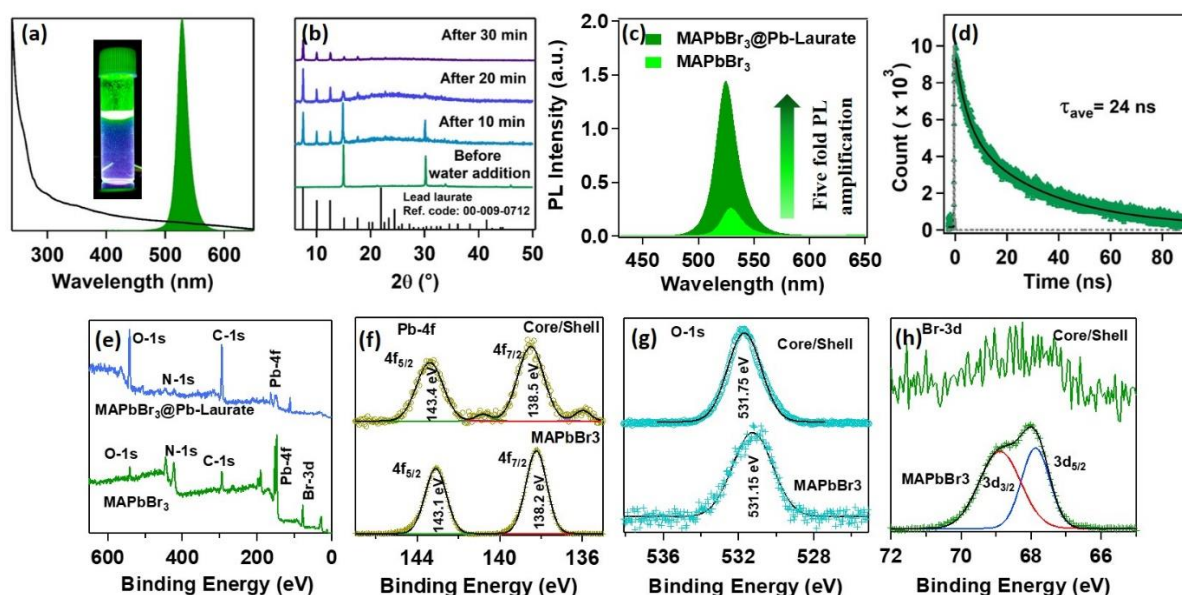 (a)
300 400 500 600
Wavelength (nm)
(b)
After 30 min
After 20 min
After 10 min
Before
water addition
Lead laurate
Ref. code: 00-009-0712
10 20 30 40 50
2θ (°)
(c)
MAPbBr3@Pb-Laurate
MAPbBr3
Five fold PL
amplification
2.0
1.5
1.0
0.5
0.0
PL Intensity (a.u.)
450 500 550 600 650
Wavelength (nm)
(d)
τave= 24 ns
10
8
6
4
2
0
Count ( x 10³)
0 20 40 60 80
Time (ns)
(e)
O-1s
N-1s
C-1s
Pb-4f
MAPbBr3@Pb-Laurate
O-1s
N-1s
C-1s
Pb-4f
Br-3d
MAPbBr3
600 400 200 0
Binding Energy (eV)
(f)
Pb-4f
Core/Shell
4f5/2
143.4 eV
4f7/2
138.5 eV
MAPbBr3
4f5/2
143.1 eV
4f7/2
138.2 eV
144 140 136
Binding Energy (eV)
(g)
O-1s
Core/Shell
531.75 eV
531.15 eV
MAPbBr3
536 532 528
Binding Energy (eV)
(h)
Br-3d
Core/Shell
MAPbBr3
3d3/2
3d5/2
72 70 68 66
Binding Energy (eV)